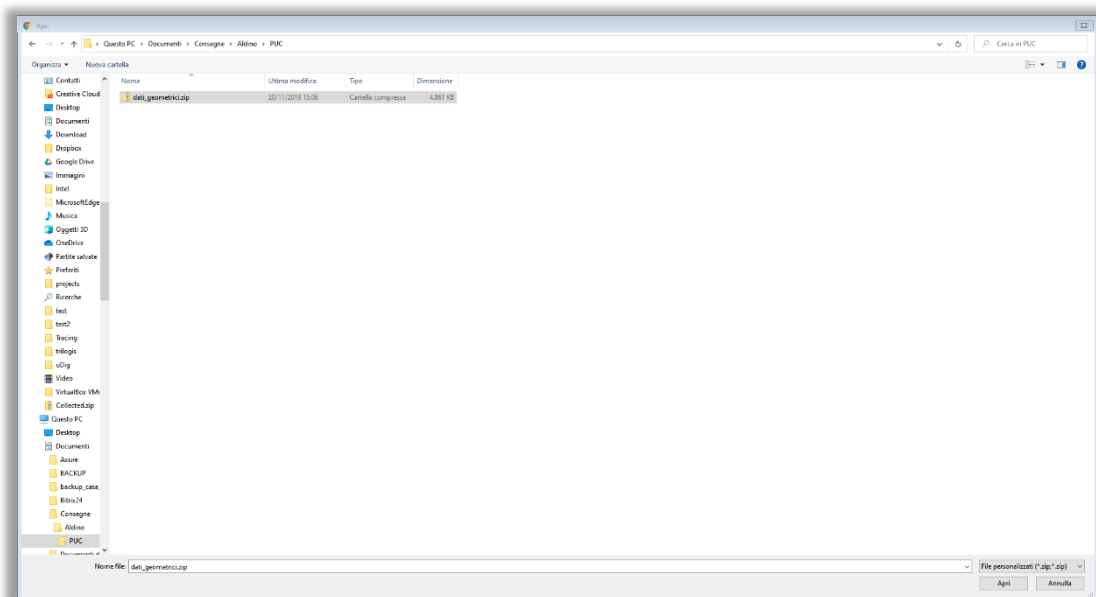 Apri
Questo PC > Documenti > Consegne > Aldino > PUC
Cerca in PUC
Organizza
Nuova cartella
Nome
Ultima modifica
Tipo
Dimensione
dati_geometrici.zip
20/11/2019 15:06
Cartella compressa
4.861 KB
Contatti
Creative Cloud
Desktop
Documenti
Download
Dropbox
Google Drive
Immagini
Intel
MicrosoftEdge
Musica
Oggetti 3D
OneDrive
Partite salvate
Preferiti
projects
Ricerche
test
test2
Tracing
trilogis
uDig
Video
VirtualBox VMs
Collected.zip
Questo PC
Desktop
Documenti
Axure
BACKUP
backup_casa_
Bitrix24
Consegne
Aldino
PUC
Nome file: dati_geometrici.zip
File personalizzati (*.zip;*.zip)
Apri
Annulla